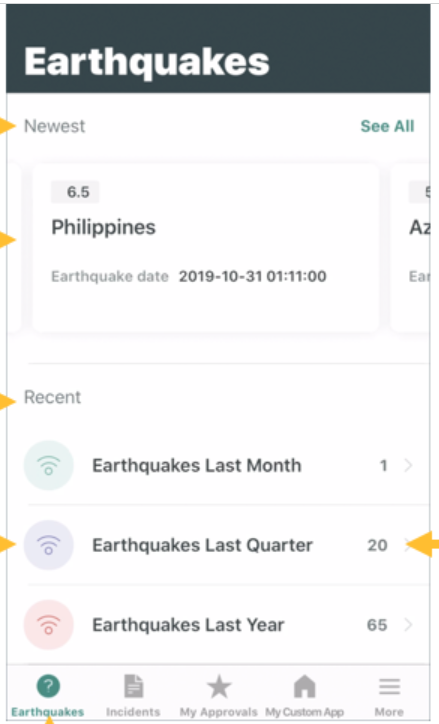 Earthquakes
Newest See All
6.5
Philippines Az
Earthquake date 2019-10-31 01:11:00 Ear
Recent
Earthquakes Last Month 1
Earthquakes Last Quarter 20
Earthquakes Last Year 65
Earthquakes Incidents My Approvals My Custom App More